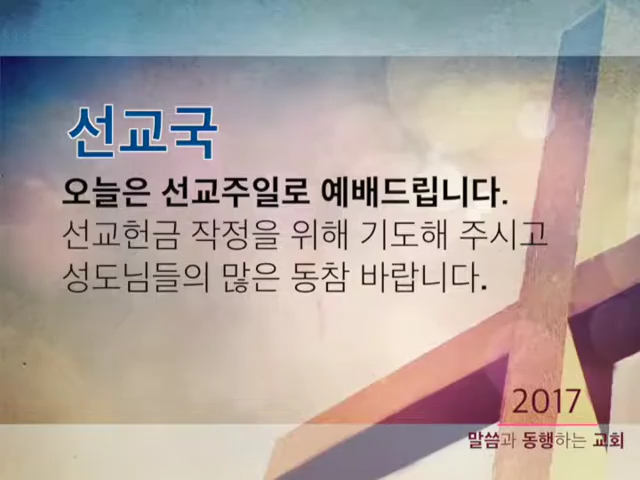 선교국
오늘은 선교주일로 예배드립니다.
선교헌금 작정을 위해 기도해 주시고
성도님들의 많은 동참 바랍니다.
2017
말씀과 동행하는 교회